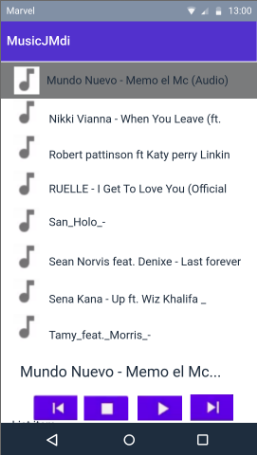 Marvel 13:00
MusicJMdi
Mundo Nuevo - Memo el Mc (Audio)
Nikki Vianna - When You Leave (ft.
Robert pattinson ft Katy perry Linkin
RUELLE - I Get To Love You (Official
San_Holo_-
Sean Norvis feat. Denixe - Last forever
Sena Kana - Up ft. Wiz Khalifa _
Tamy_feat._Morris_-
Mundo Nuevo - Memo el Mc...